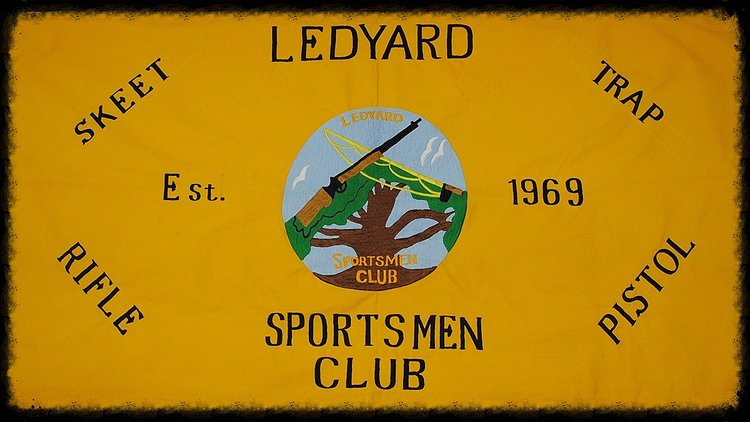 LEDYARD
SKEET
TRAP
LEDYARD
Est.
1969
SPORTSMEN
CLUB
RIFLE
PISTOL
SPORTSMEN
CLUB